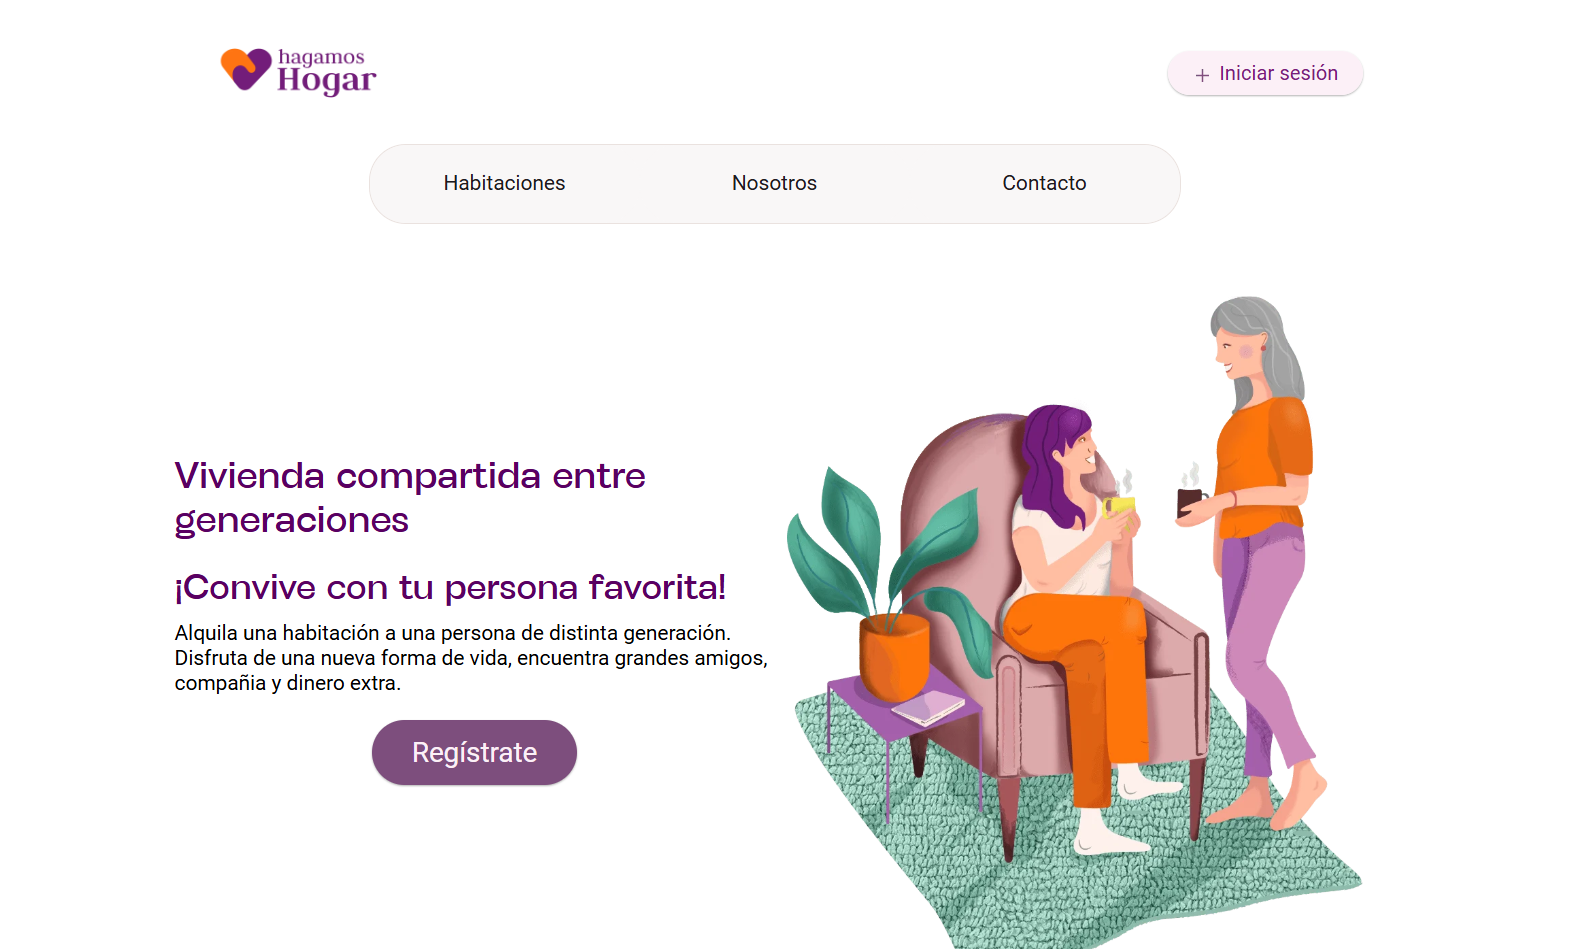 hagamos
Hogar
Iniciar sesión
Habitaciones
Nosotros
Contacto
Vivienda compartida entre
generaciones
¡Convive con tu persona favorita!
Alquila una habitación a una persona de distinta generación.
Disfruta de una nueva forma de vida, encuentra grandes amigos,
compañia y dinero extra.
Regístrate